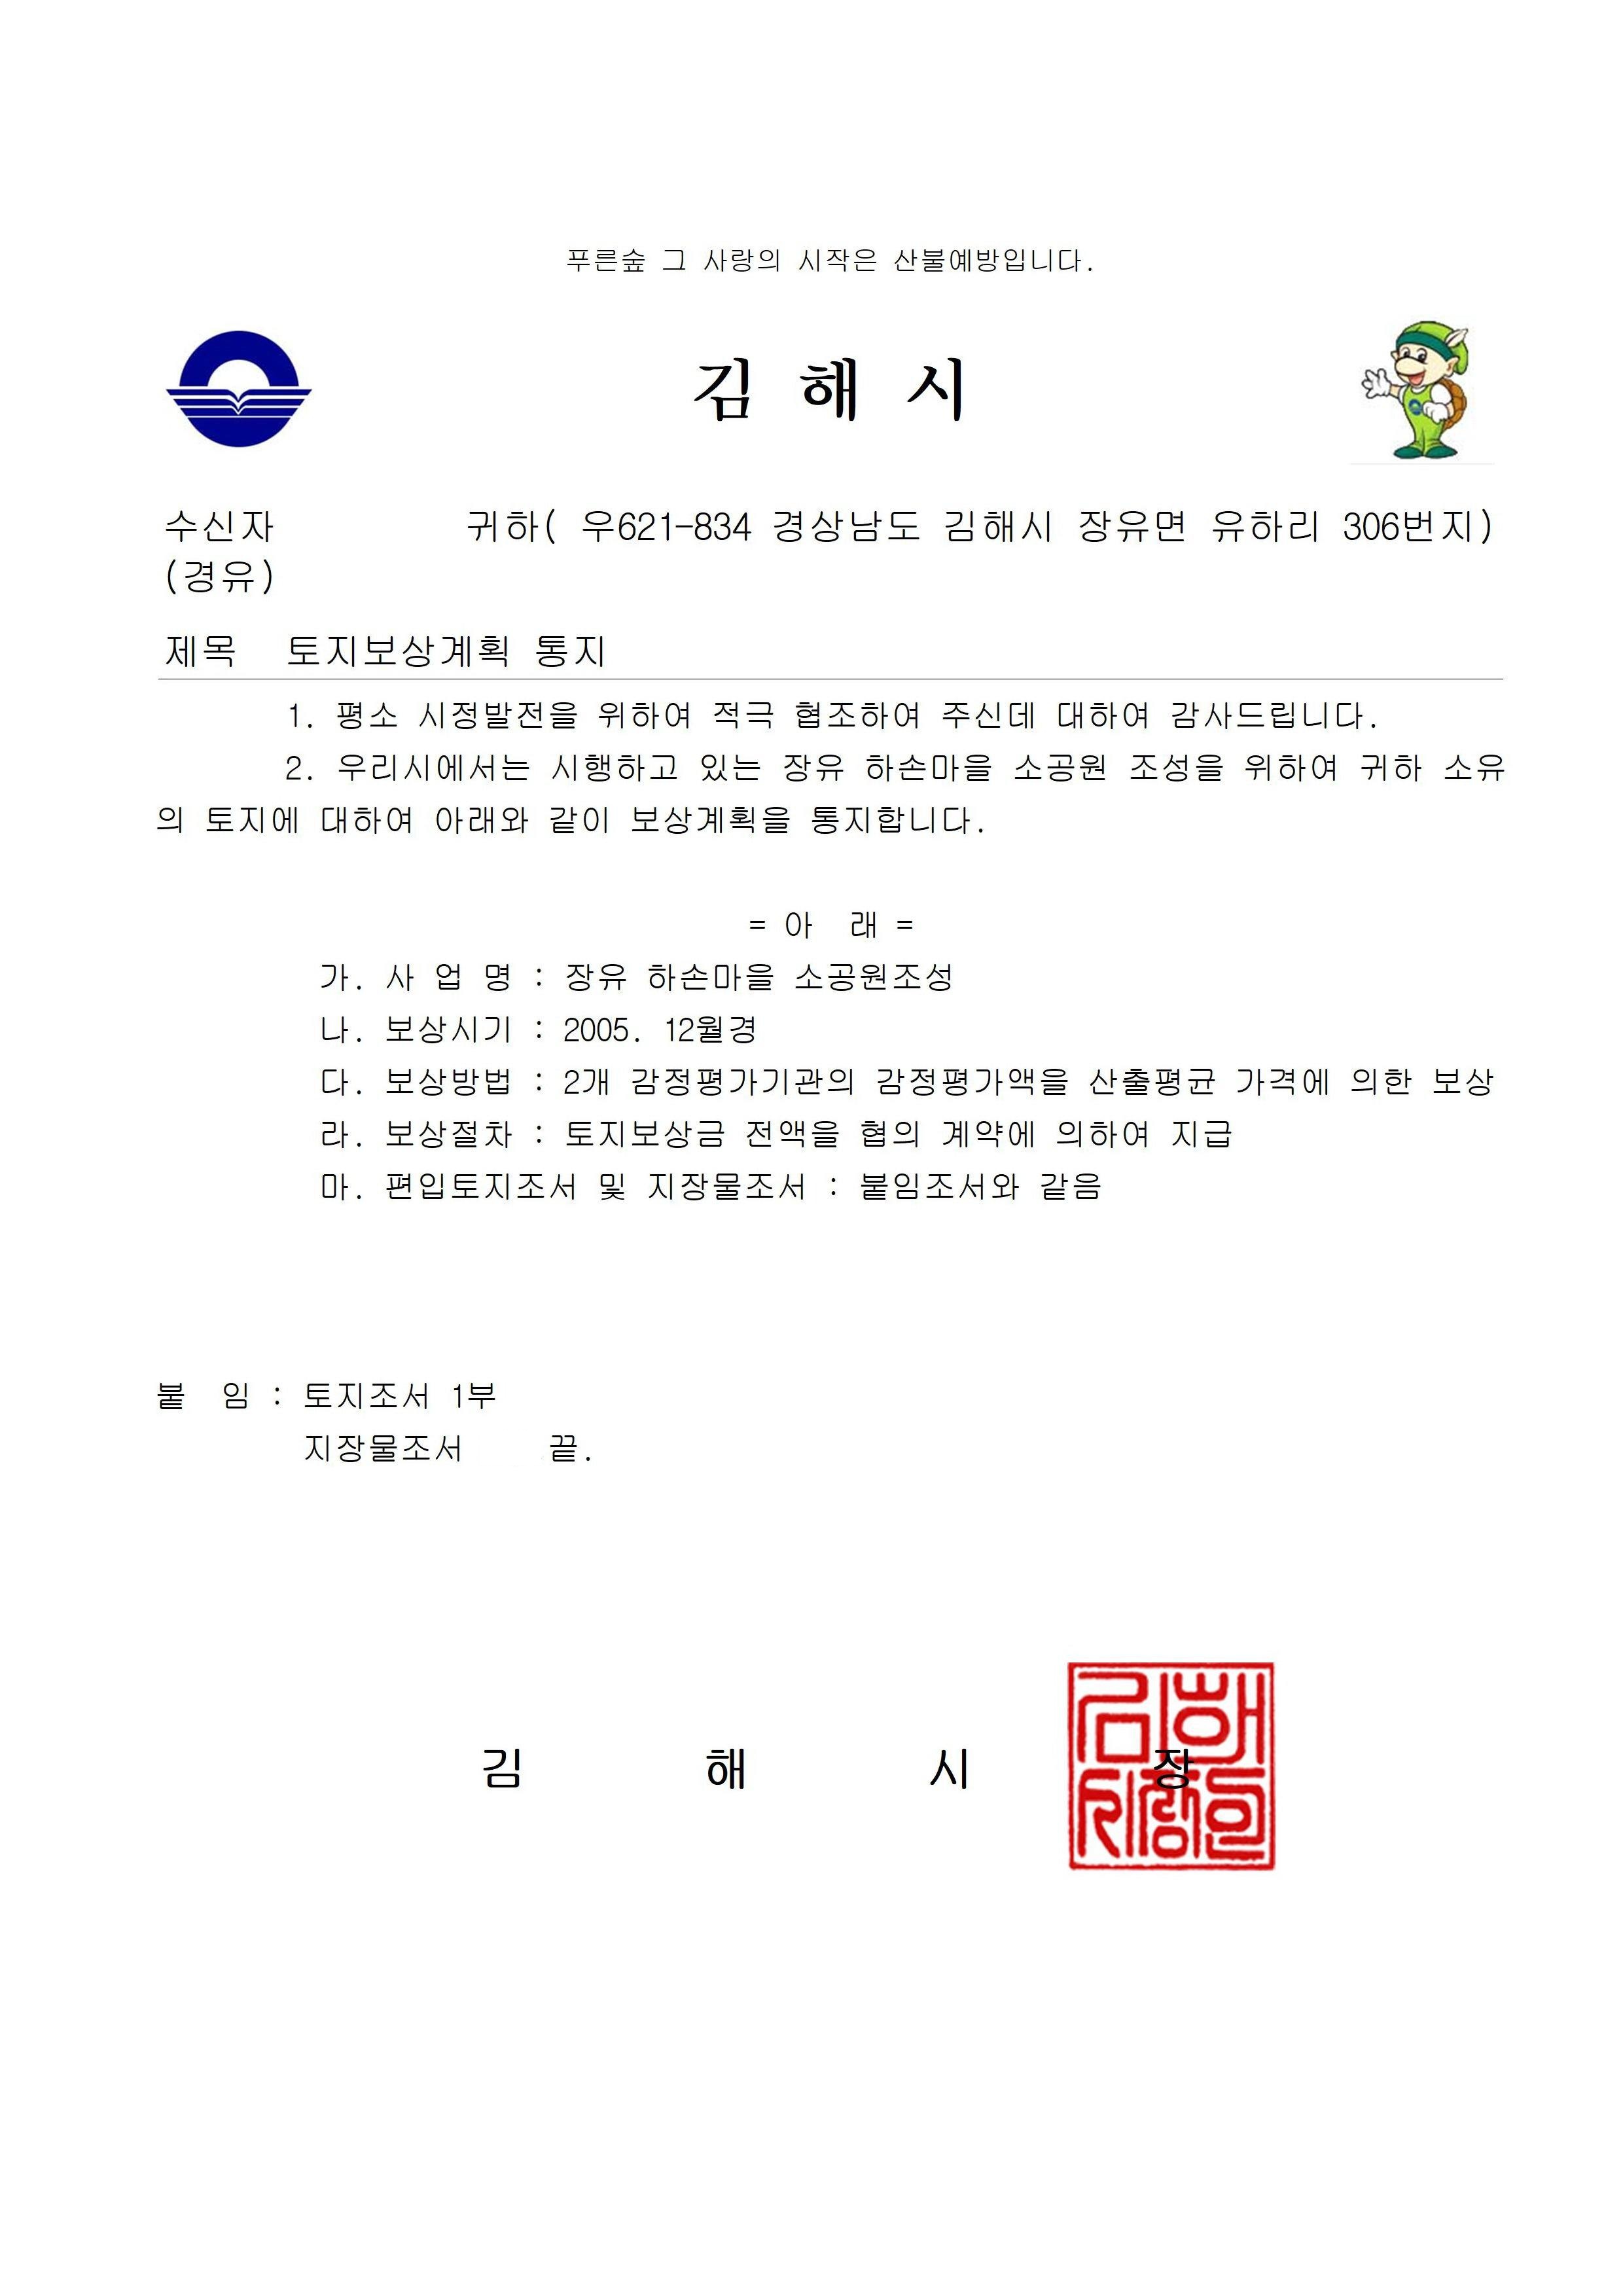 푸른숲 그 사랑의 시작은 산불예방입니다.
김 해 시
수신자 귀하( 우621-834 경상남도 김해시 장유면 유하리 306번지)
(경유)
제목 토지보상계획 통지
1. 평소 시정발전을 위하여 적극 협조하여 주신데 대하여 감사드립니다.
2. 우리시에서는 시행하고 있는 장유 하손마을 소공원 조성을 위하여 귀하 소유
의 토지에 대하여 아래와 같이 보상계획을 통지합니다.
= 아 래 =
가. 사 업 명 : 장유 하손마을 소공원조성
나. 보상시기 : 2005. 12월경
다. 보상방법 : 2개 감정평가기관의 감정평가액을 산출평균 가격에 의한 보상
라. 보상절차 : 토지보상금 전액을 협의 계약에 의하여 지급
마. 편입토지조서 및 지장물조서 : 붙임조서와 같음
붙 임 : 토지조서 1부
지장물조서 끝.
김 해 시 장
김해
시장인